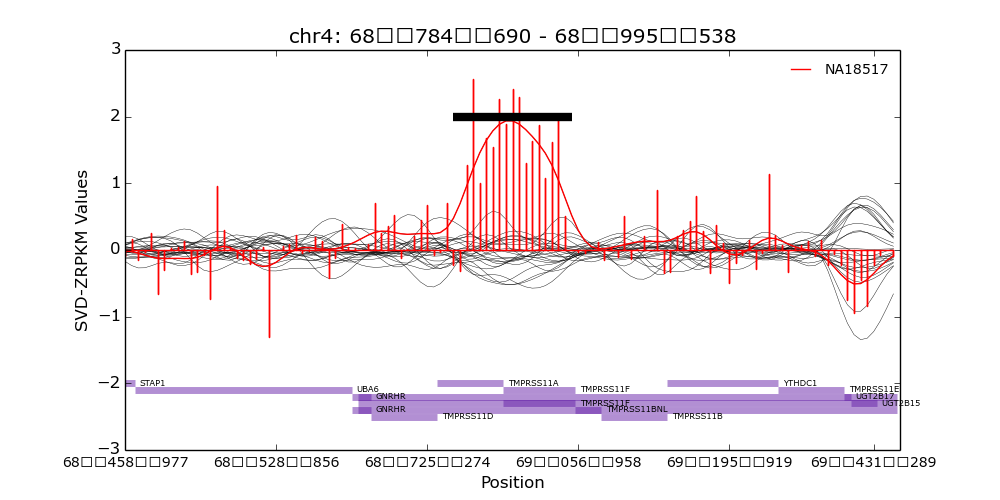 chr4: 68□□784□□690 - 68□□995□□538
NA18517
SVD-ZRPKM Values
3
2
1
0
−1
−2
−3
STAP1
TMPRSS11A
YTHDC1
UBA6
TMPRSS11F
TMPRSS11E
GNRHR
UGT2B17
TMPRSS11F
UGT2B15
GNRHR
TMPRSS11BNL
TMPRSS11D
TMPRSS11B
68□□458□□977
68□□528□□856
68□□725□□274
69□□056□□958
69□□195□□919
69□□431□□289
Position